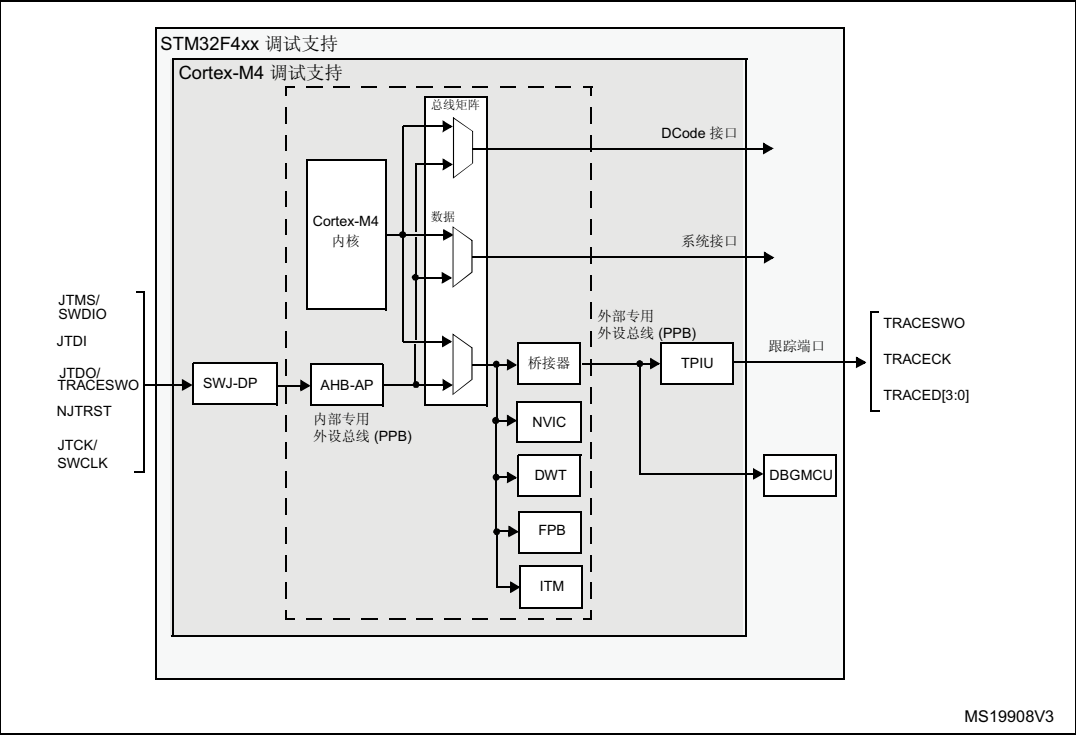 STM32F4xx 调试支持
Cortex-M4 调试支持
总线矩阵
DCode 接口
Cortex-M4
内核
数据
系统接口
JTMS/
SWDIO
JTDI
JTDO/
TRACESWO
NJTRST
JTCK/
SWCLK
SWJ-DP
AHB-AP
内部专用
外设总线 (PPB)
桥接器
NVIC
DWT
FPB
ITM
外部专用
外设总线 (PPB)
TPIU
跟踪端口
DBGMCU
TRACESWO
TRACECK
TRACED[3:0]
MS19908V3